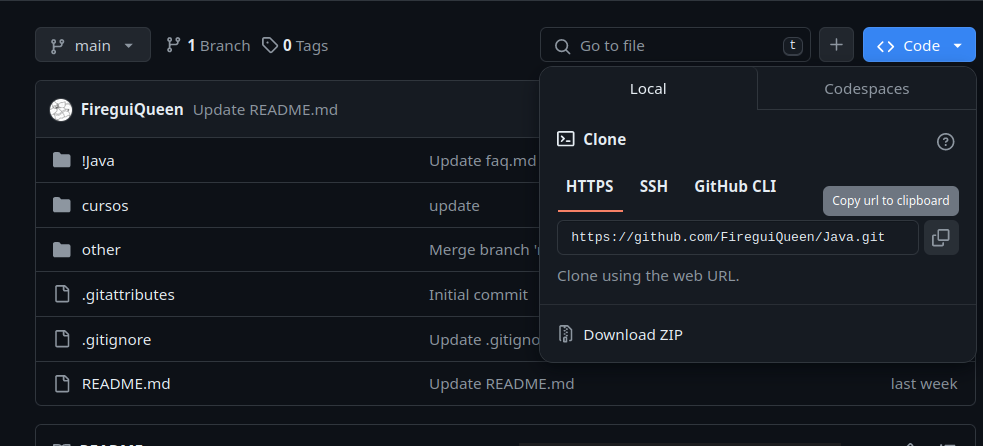 main
1 Branch
0 Tags
Go to file
t
Code
FireguiQueen Update README.md
!Java Update faq.md
cursos update
other Merge branch
.gitattributes Initial commit
.gitignore Update
README.md Update README.md last week
Local
Codespaces
Clone
HTTPS SSH GitHub CLI
Copy url to clipboard
https://github.com/FireguiQueen/Java.git
Clone using the web URL.
Download ZIP